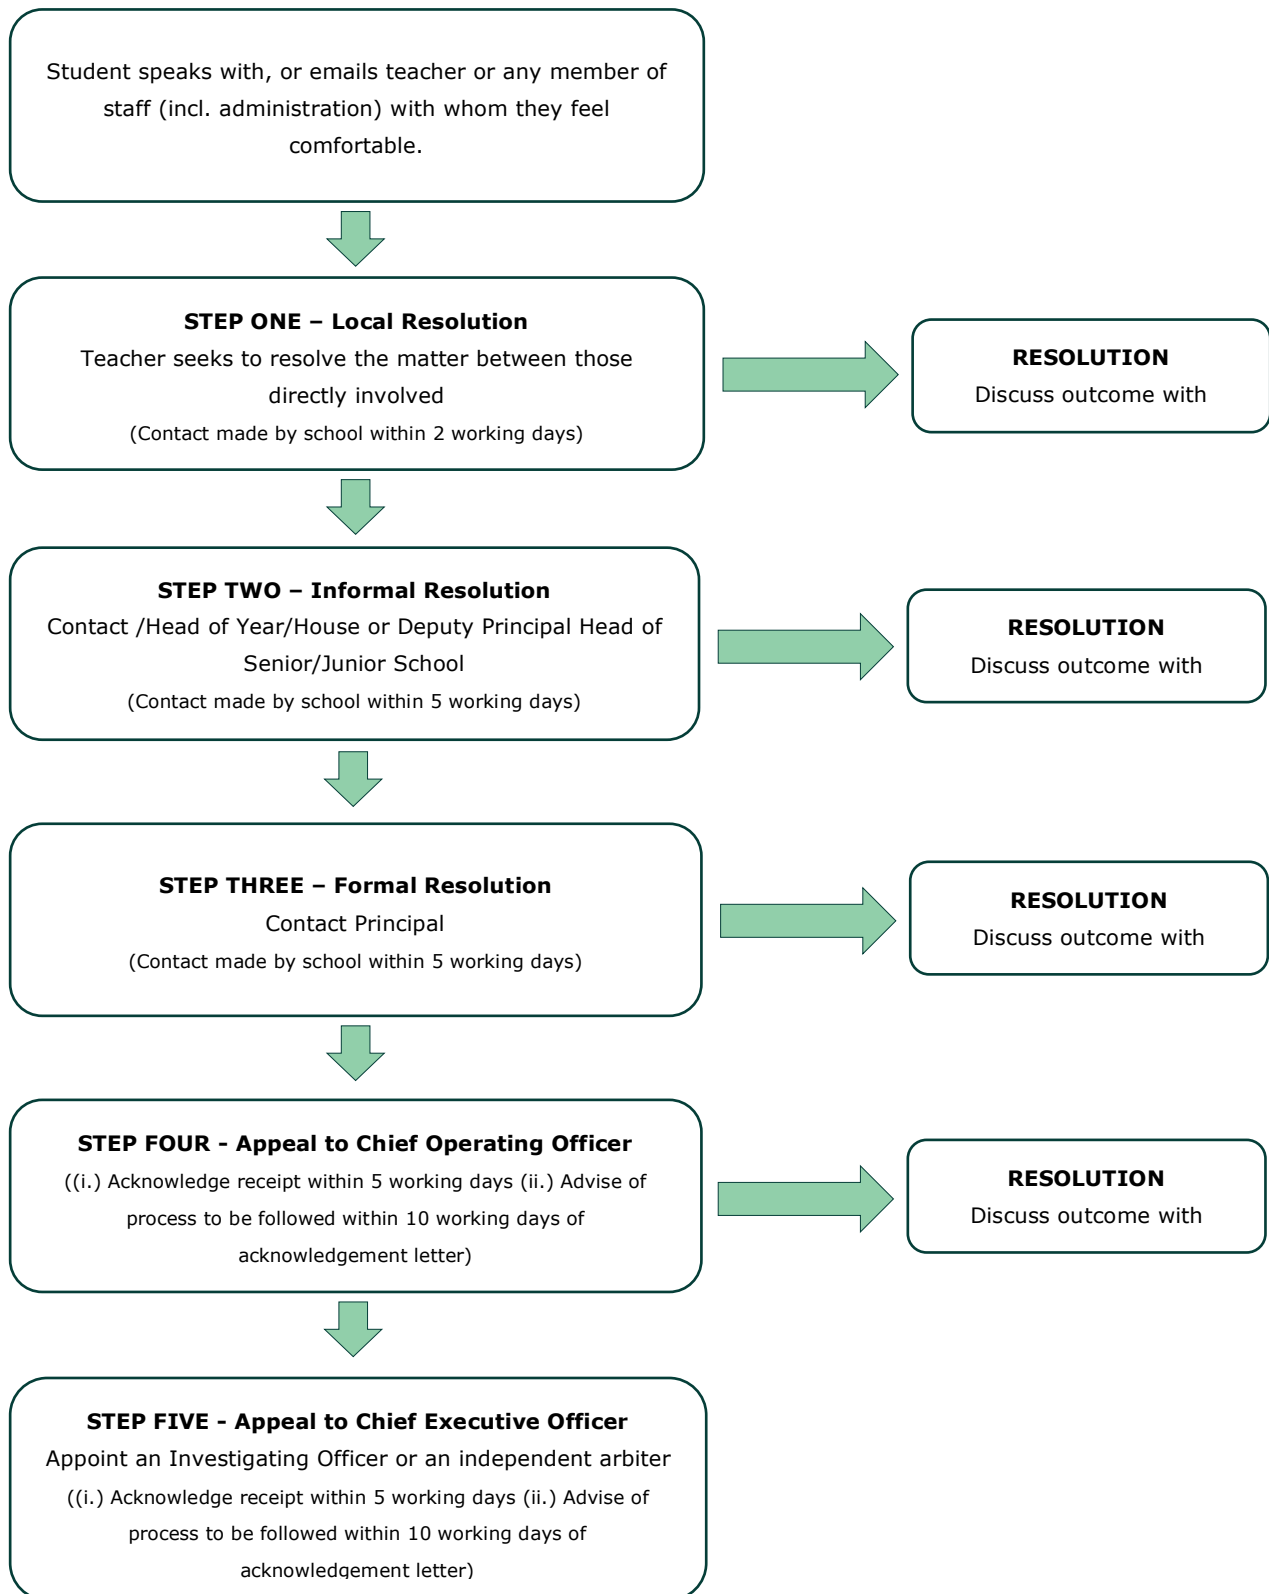 Student speaks with, or emails teacher or any member of
staff (incl. administration) with whom they feel
comfortable.
STEP ONE – Local Resolution
Teacher seeks to resolve the matter between those
directly involved
(Contact made by school within 2 working days)
RESOLUTION
Discuss outcome with
STEP TWO – Informal Resolution
Contact /Head of Year/House or Deputy Principal Head of
Senior/Junior School
(Contact made by school within 5 working days)
RESOLUTION
Discuss outcome with
STEP THREE – Formal Resolution
Contact Principal
(Contact made by school within 5 working days)
RESOLUTION
Discuss outcome with
STEP FOUR - Appeal to Chief Operating Officer
((i.) Acknowledge receipt within 5 working days (ii.) Advise of
process to be followed within 10 working days of
acknowledgement letter)
RESOLUTION
Discuss outcome with
STEP FIVE - Appeal to Chief Executive Officer
Appoint an Investigating Officer or an independent arbiter
((i.) Acknowledge receipt within 5 working days (ii.) Advise of
process to be followed within 10 working days of
acknowledgement letter)